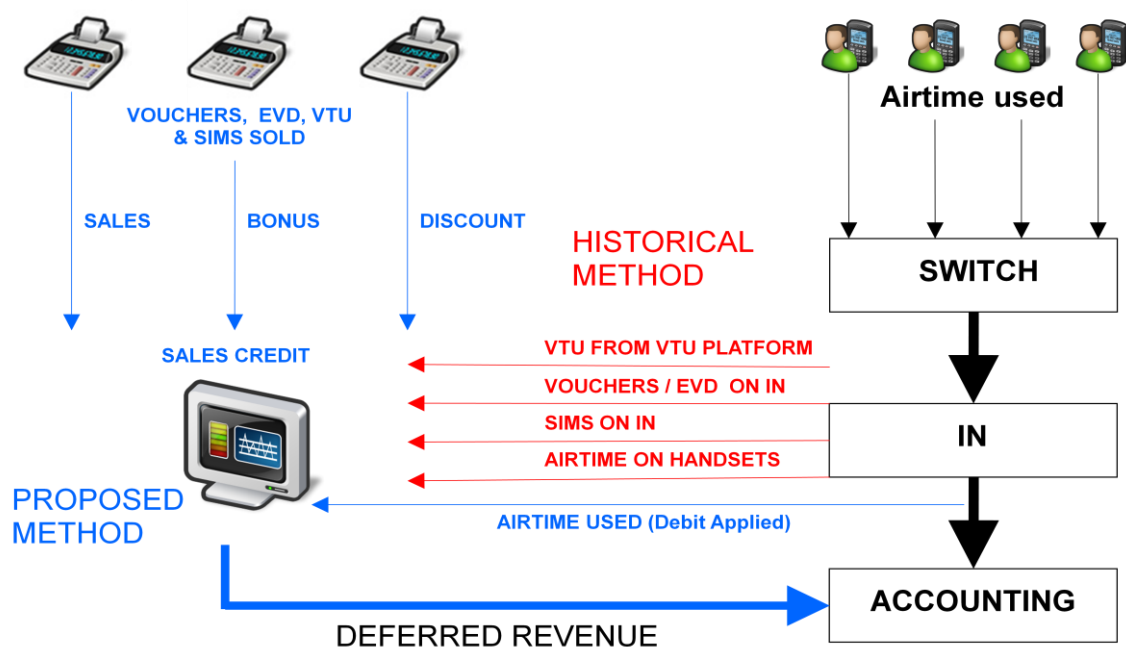 Airtime used
VOUCHERS, EVD, VTU
& SIMS SOLD
SALES
BONUS
DISCOUNT
HISTORICAL
METHOD
SWITCH
SALES CREDIT
VTU FROM VTU PLATFORM
VOUCHERS / EVD ON IN
SIMS ON IN
AIRTIME ON HANDSETS
IN
PROPOSED
METHOD
AIRTIME USED (Debit Applied)
ACCOUNTING
DEFERRED REVENUE